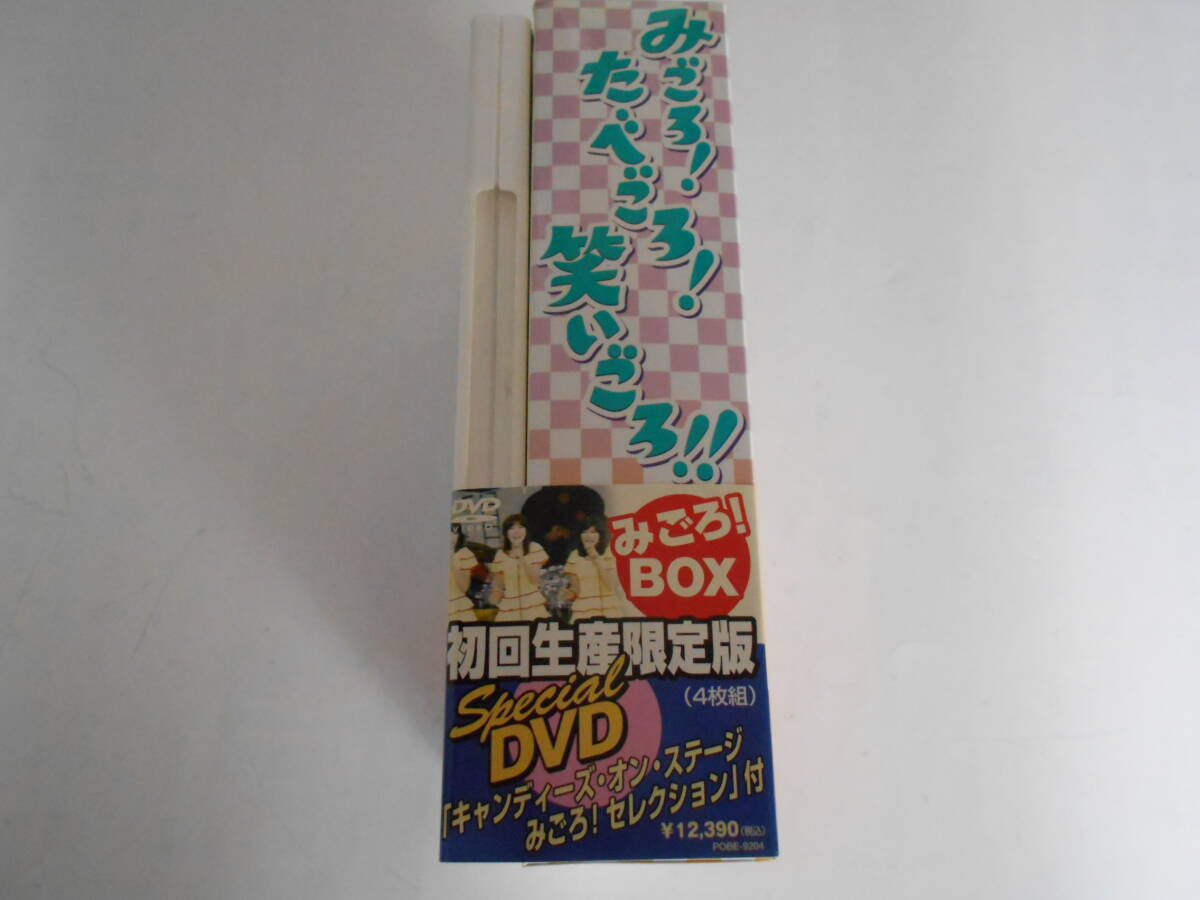 みごろ!
たべごろ!
笑いごろ!!
DVD
VIDEO
みごろ!
BOX
初回生産限定版
(4枚組)
Special
DVD
「キャンディーズ・オン・ステージ
みごろ! セレクション」付
¥12,390(税込)
POBE-9204